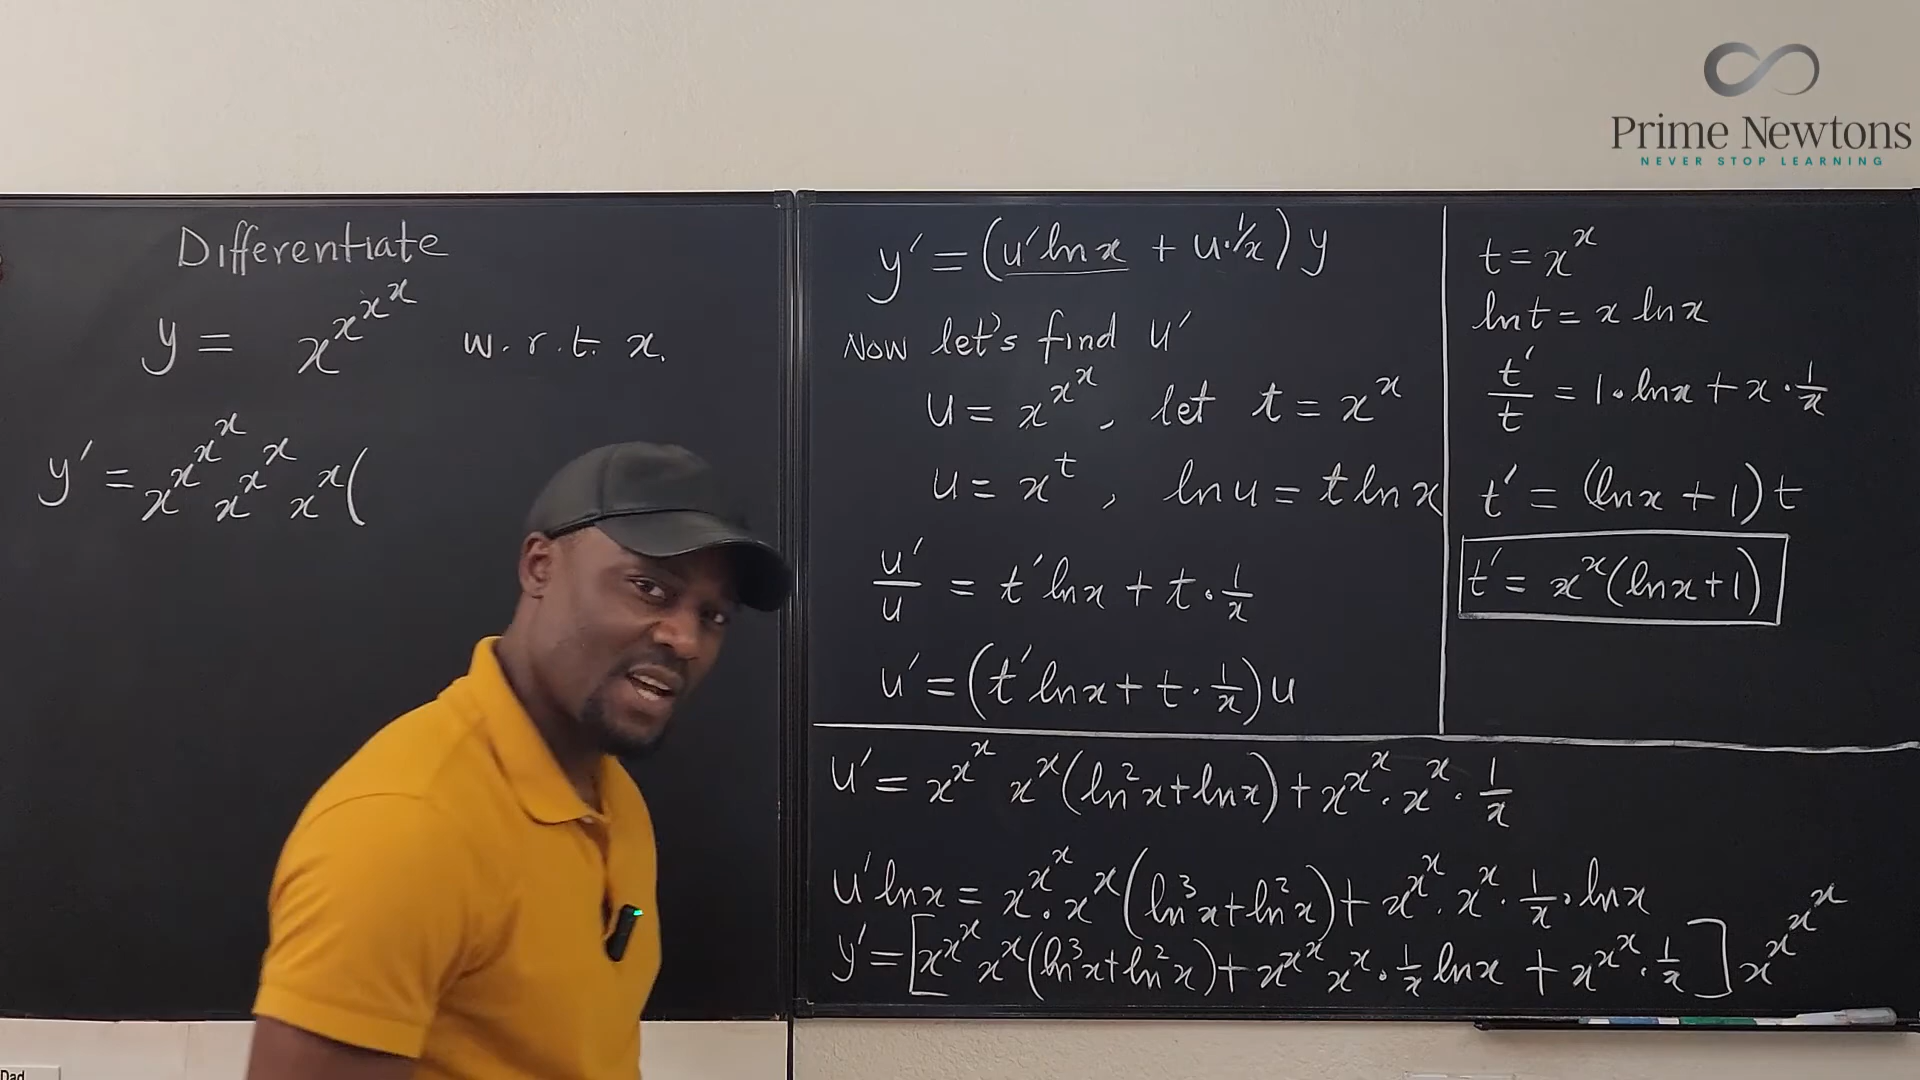 Prime Newtons
NEVER STOP LEARNING
Differentiate
y = x^{x^{x^x}} w.r.t. x.
y' = x^{x^{x^x}} x^{x^x} x^x (
y' = (u' ln x + u · 1/x) y
Now let's find u'
u = x^{x^x}, let t = x^x
u = x^t, ln u = t ln x
u'/u = t' ln x + t · 1/x
u' = (t' ln x + t · 1/x) u
t = x^x
ln t = x ln x
t'/t = 1 · ln x + x · 1/x
t' = (ln x + 1) t
t' = x^x (ln x + 1)
u' = x^{x^x} x^x (ln² x + ln x) + x^{x^x} · x^x · 1/x
u' ln x = x^{x^x} · x^x (ln³ x + ln² x) + x^{x^x} · x^x · 1/x · ln x
y' = [x^{x^x} x^x (ln³ x + ln² x) + x^{x^x} x^x · 1/x ln x + x^{x^x} · 1/x] x^{x^{x^x}}
Dad